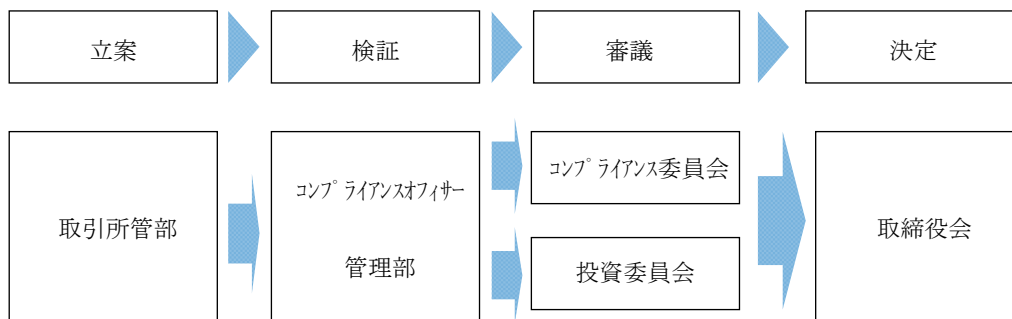 立案
検証
審議
決定
取引所管部
コンプライアンスオフィサー
管理部
コンプライアンス委員会
投資委員会
取締役会